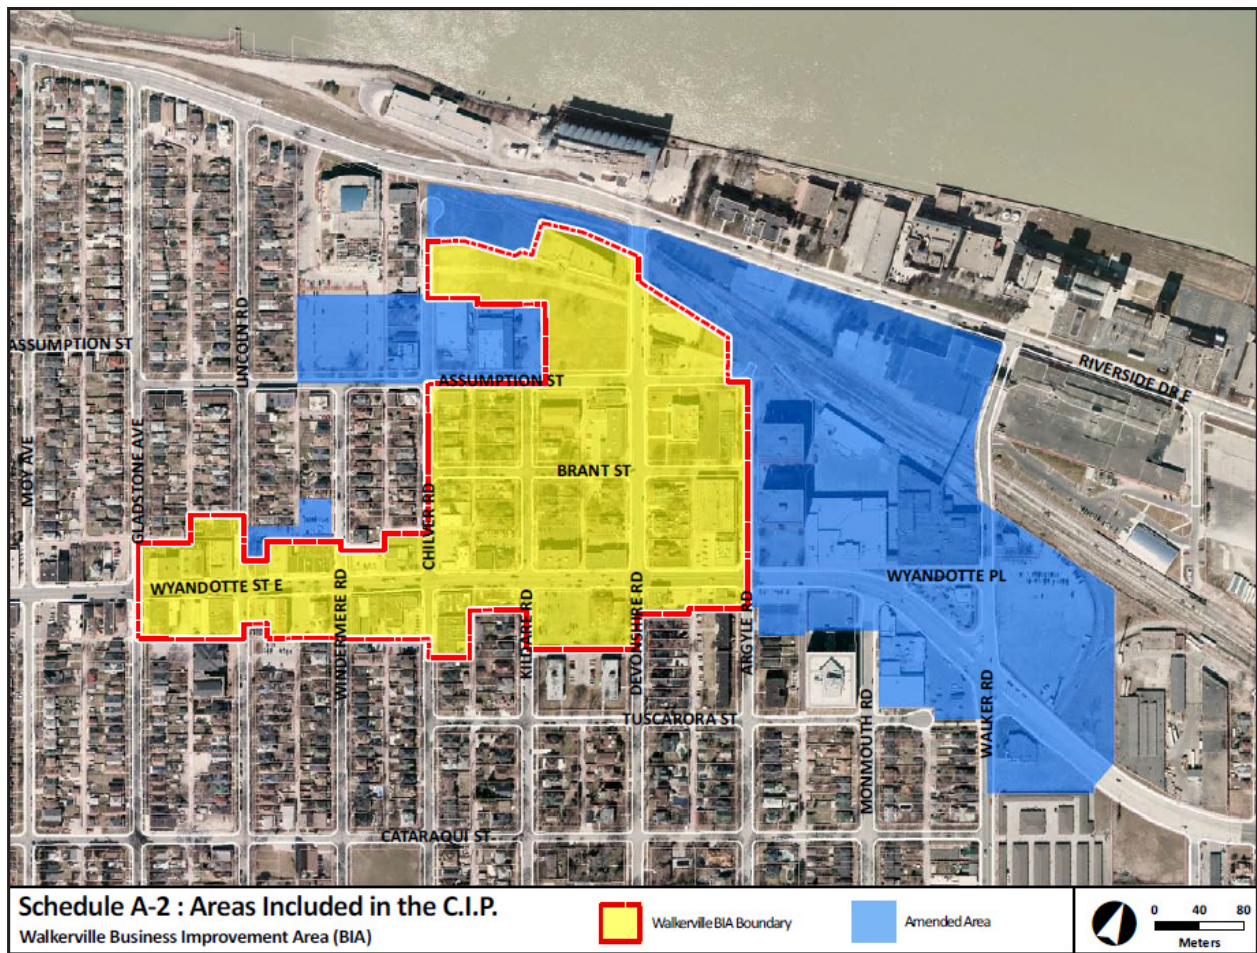 RIVERSIDE DR E
ASSUMPTION ST
LINCOLN RD
ASSUMPTION ST
MOY AVE
GLADSTONE AVE
CHILVER RD
BRANT ST
WYANDOTTE ST E
WINDERMERE RD
KILDARE RD
DEVONSHIRE RD
ARGYLE RD
WYANDOTTE PL
MONMOUTH RD
WALKER RD
TUSCARORA ST
CATARAQUI ST
Schedule A-2 : Areas Included in the C.I.P.
Walkerville Business Improvement Area (BIA)
Walkerville BIA Boundary
Amended Area
0 40 80
Meters